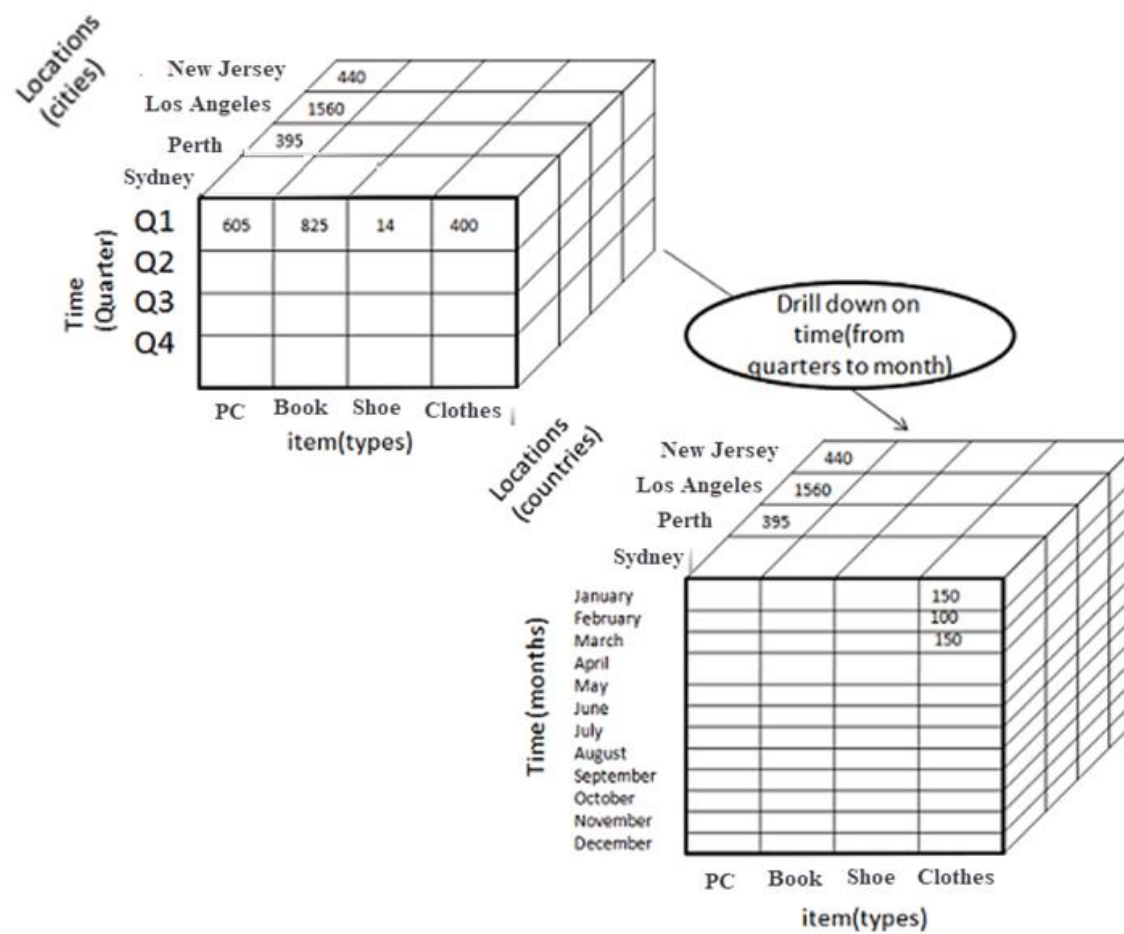 Locations
(cities)
New Jersey
440
Los Angeles
1560
Perth
395
Sydney
Time
(Quarter)
Q1
605 825 14 400
Q2
Q3
Q4
PC Book Shoe Clothes
item(types)
Drill down on
time(from
quarters to month)
Locations
(countries)
New Jersey
440
Los Angeles
1560
Perth
395
Sydney
Time (months)
January 150
February 100
March 150
April
May
June
July
August
September
October
November
December
PC Book Shoe Clothes
item(types)